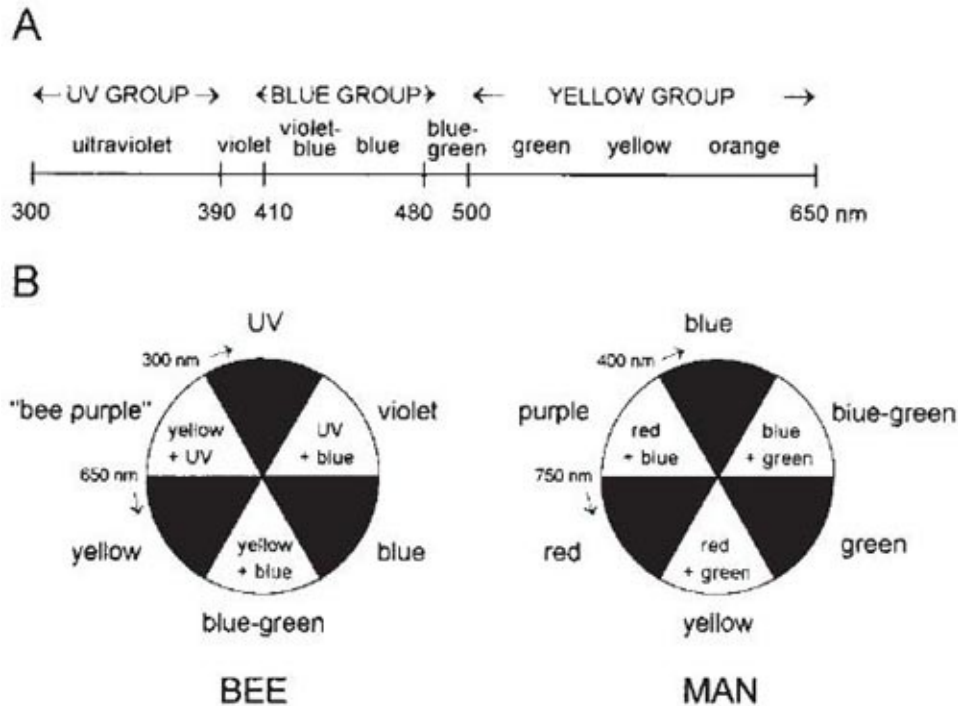 A
UV GROUP BLUE GROUP YELLOW GROUP
ultraviolet violet violet-blue blue blue-green green yellow orange
300 390 410 480 500 650 nm
B
UV
300 nm
"bee purple"
violet
yellow + UV
UV + blue
650 nm
yellow
yellow + blue
blue
blue-green
BEE
blue
400 nm
purple
blue-green
red + blue
blue + green
750 nm
red
red + green
green
yellow
MAN